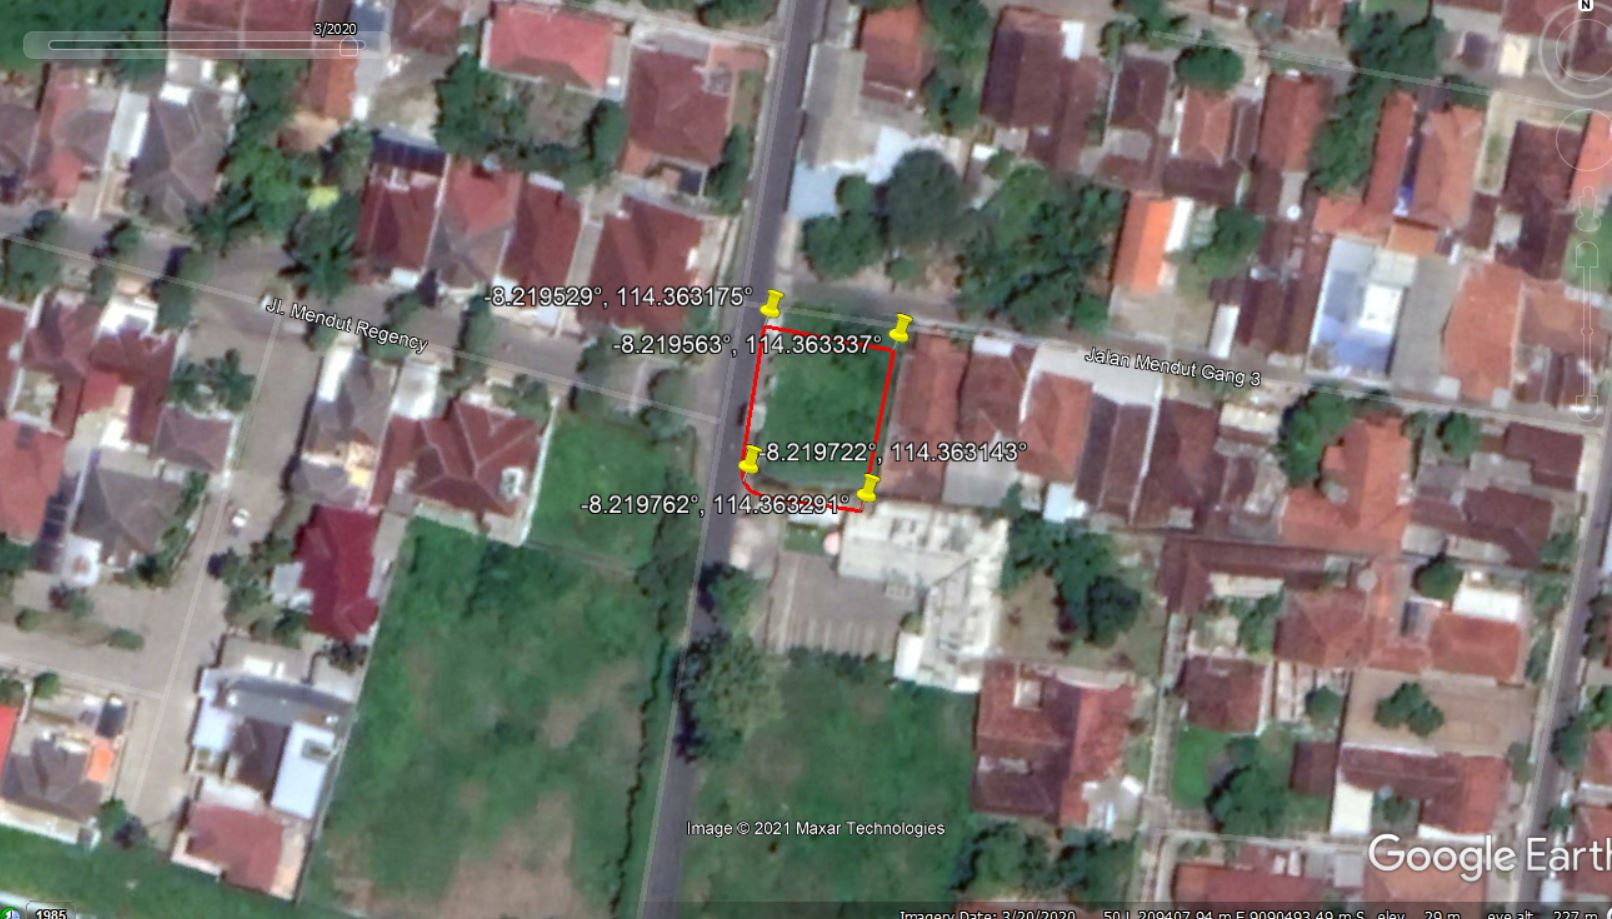 3/2020
-8.219529°, 114.363175°
Jl. Mendut Regency
-8.219563°, 114.363337°
Jalan Mendut Gang 3
-8.219722°, 114.363143°
-8.219762°, 114.363291°
Image © 2021 Maxar Technologies
Google Earth
N
1985
Imagery Date: 3/20/2020 50 L 209407.94 m E 9090493.49 m S elev 29 m eye alt 227 m